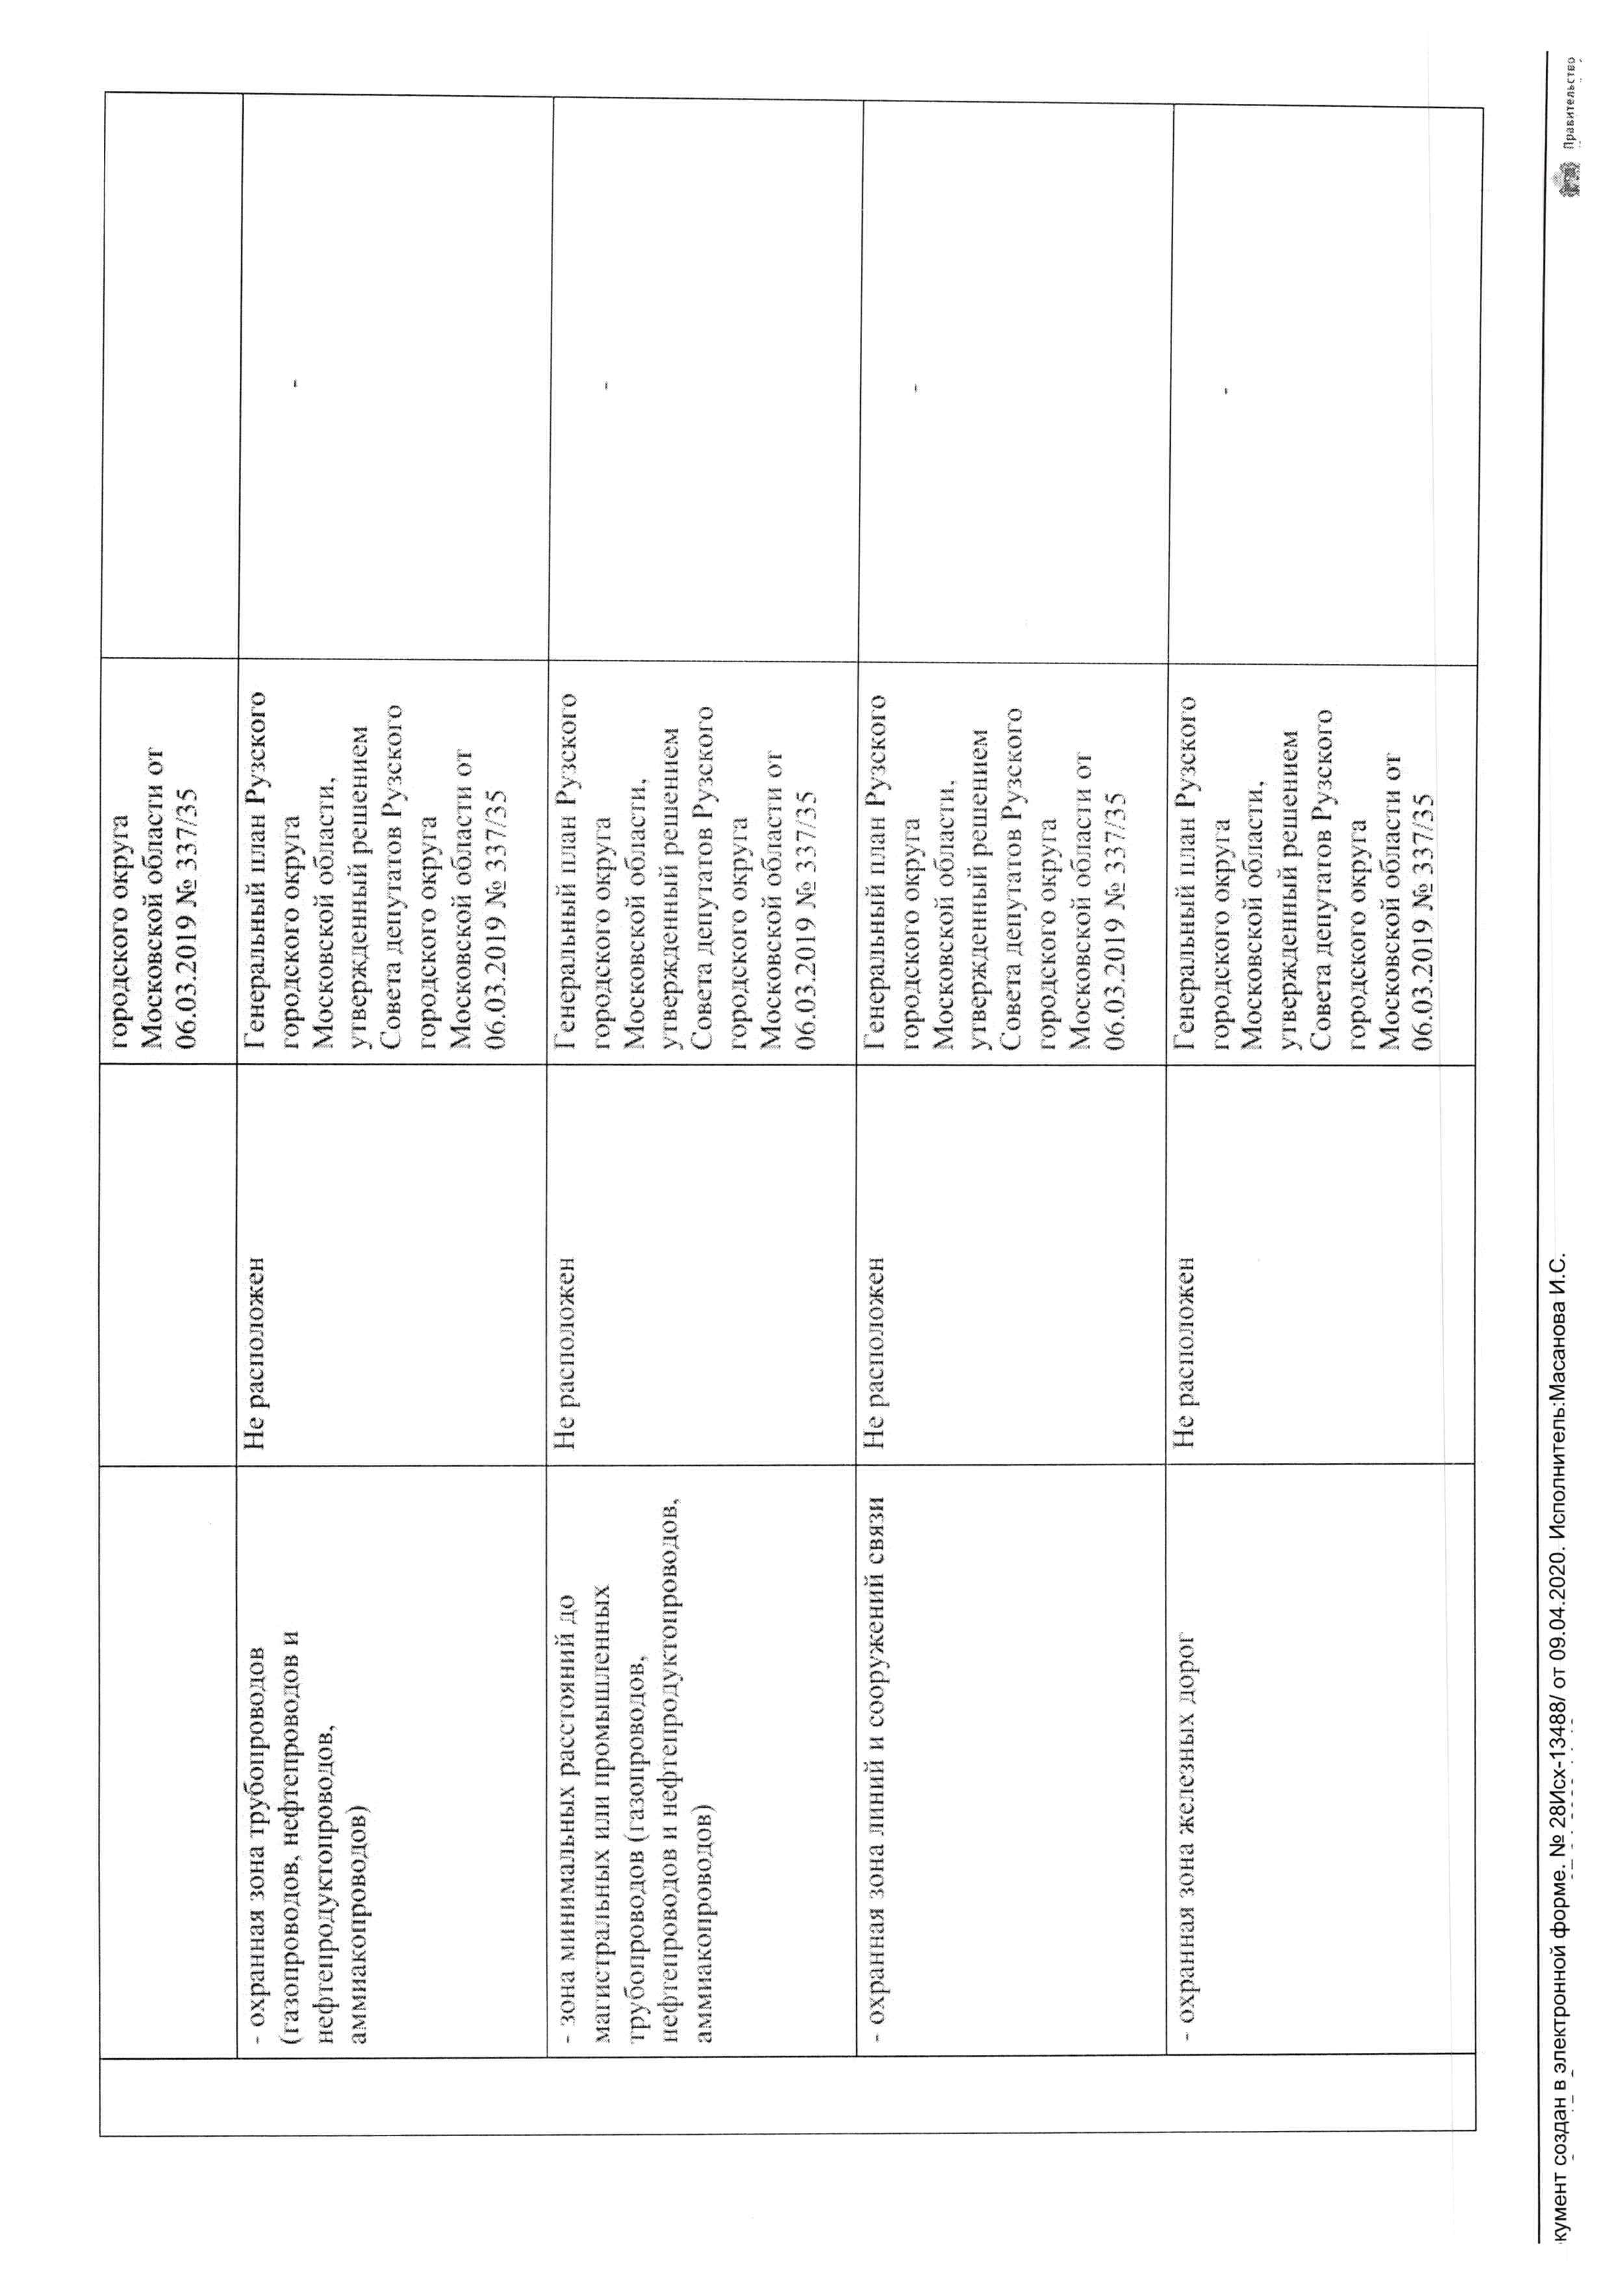 городского округа
Московской области от
06.03.2019 № 337/35
- охранная зона трубопроводов
(газопроводов, нефтепроводов и
нефтепродуктопроводов,
аммиакопроводов)
Не расположен
Генеральный план Рузского
городского округа
Московской области,
утвержденный решением
Совета депутатов Рузского
городского округа
Московской области от
06.03.2019 № 337/35
-
- зона минимальных расстояний до
магистральных или промышленных
трубопроводов (газопроводов,
нефтепроводов и нефтепродуктопроводов,
аммиакопроводов)
Не расположен
Генеральный план Рузского
городского округа
Московской области,
утвержденный решением
Совета депутатов Рузского
городского округа
Московской области от
06.03.2019 № 337/35
-
- охранная зона линий и сооружений связи
Не расположен
Генеральный план Рузского
городского округа
Московской области,
утвержденный решением
Совета депутатов Рузского
городского округа
Московской области от
06.03.2019 № 337/35
-
- охранная зона железных дорог
Не расположен
Генеральный план Рузского
городского округа
Московской области,
утвержденный решением
Совета депутатов Рузского
городского округа
Московской области от
06.03.2019 № 337/35
-
кумент создан в электронной форме. № 28Исх-13488/ от 09.04.2020. Исполнитель:Масанова И.С.
Правительство